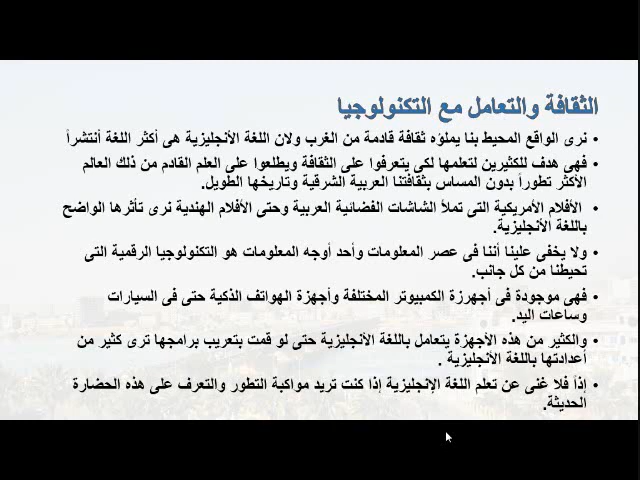 الثقافة والتعامل مع التكنولوجيا
• نرى الواقع المحيط بنا يملؤه ثقافة قادمة من الغرب ولان اللغة الأنجليزية هى أكثر اللغة أنتشراً
• فهى هدف للكثيرين لتعلمها لكى يتعرفوا على الثقافة ويطلعوا على العلم القادم من ذلك العالم
الأكثر تطوراً بدون المساس بثقافتنا العربية الشرقية وتاريخها الطويل.
• الأفلام الأمريكية التى تملأ الشاشات الفضائية العربية وحتى الأفلام الهندية نرى تأثرها الواضح
باللغة الأنجليزية.
• ولا يخفى علينا أننا فى عصر المعلومات وأحد أوجه المعلومات هو التكنولوجيا الرقمية التى
تحيطنا من كل جانب.
• فهى موجودة فى أجهرزة الكمبيوتر المختلفة وأجهزة الهواتف الذكية حتى فى السيارات
وساعات اليد.
• والكثير من هذه الأجهزة يتعامل باللغة الأنجليزية حتى لو قمت بتعريب برامجها ترى كثير من
أعدادتها باللغة الأنجليزية .
• إذاً فلا غنى عن تعلم اللغة الإنجليزية إذا كنت تريد مواكبة التطور والتعرف على هذه الحضارة
الحديثة.